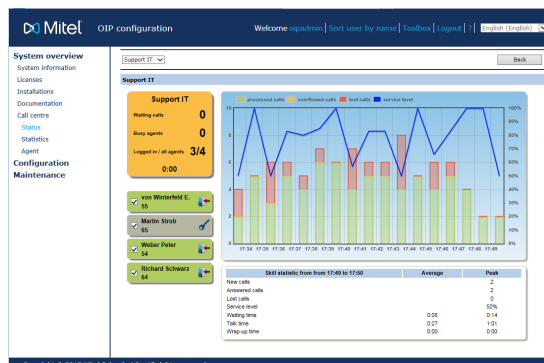 Mitel OIP configuration Welcome oipadmin | Sort user by name | Toolbox | Logout | ? | English (English)
System overview
System information
Licenses
Installations
Documentation
Call centre
Status
Statistics
Agent
Configuration
Maintenance
Support IT Back
Support IT
Support IT
Waiting calls 0
Busy agents 0
Logged in / all agents 3/4
0:00
von Winterfeld E.
55
Martin Strub
65
Weber Peter
54
Richard Schwarz
64
processed calls overflowed calls lost calls service level
10 100%
90%
8 80%
70%
6 60%
50%
4 40%
30%
2 20%
10%
0 0%
17:34 17:35 17:36 17:37 17:38 17:39 17:40 17:41 17:42 17:43 17:44 17:45 17:46 17:47 17:48 17:49
Skill statistic from from 17:49 to 17:50 Average Peak
New calls 2
Answered calls 2
Lost calls 0
Service level 50%
Waiting time 0:08 0:14
Talk time 0:27 1:01
Wrap-up time 0:00 0:00